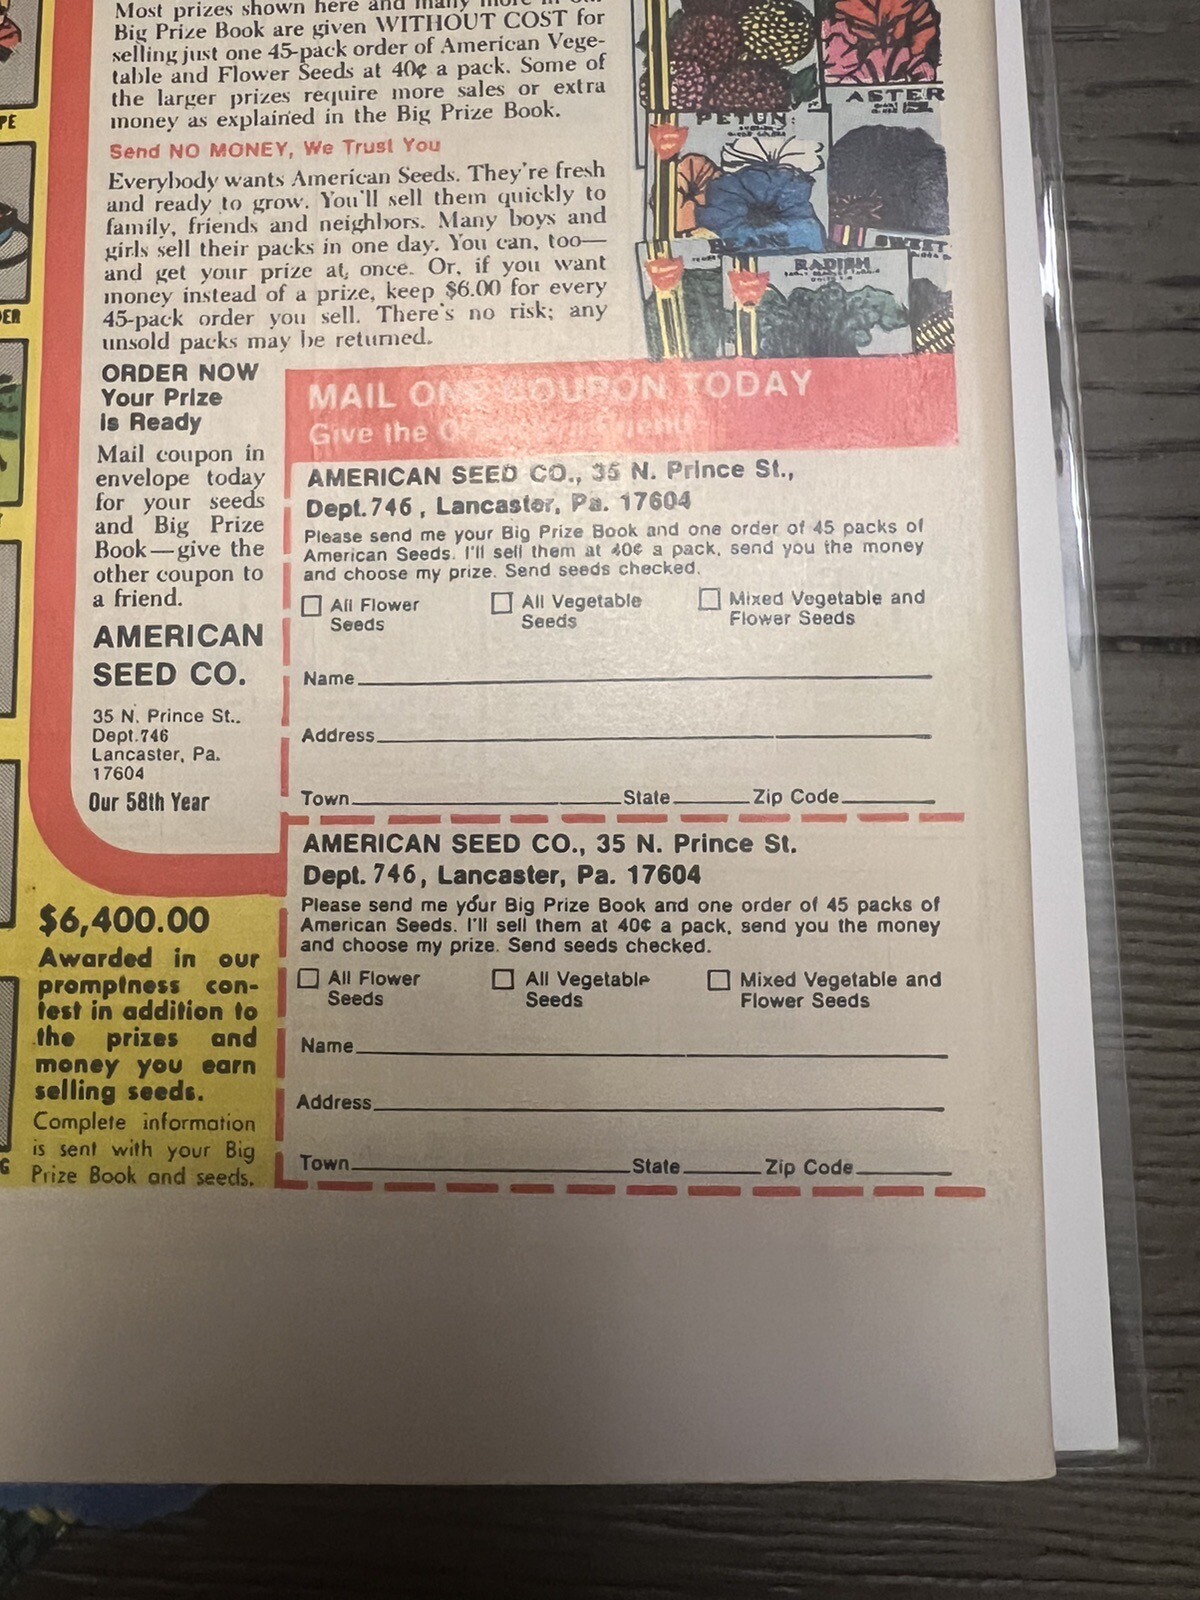 Most prizes shown here and many more in our
Big Prize Book are given WITHOUT COST for
selling just one 45-pack order of American Vege-
table and Flower Seeds at 40¢ a pack. Some of
the larger prizes require more sales or extra
money as explained in the Big Prize Book.
Send NO MONEY, We Trust You
Everybody wants American Seeds. They're fresh
and ready to grow. You'll sell them quickly to
family, friends and neighbors. Many boys and
girls sell their packs in one day. You can, too—
and get your prize at once. Or, if you want
money instead of a prize, keep $6.00 for every
45-pack order you sell. There's no risk; any
unsold packs may be returned.
ASTER
PETUN
BEANS
SWEET
RADISH
ORDER NOW
Your Prize
is Ready
Mail coupon in
envelope today
for your seeds
and Big Prize
Book—give the
other coupon to
a friend.
AMERICAN
SEED CO.
35 N. Prince St..
Dept.746
Lancaster, Pa.
17604
Our 58th Year
MAIL ONE COUPON TODAY
Give the
AMERICAN SEED CO., 35 N. Prince St.,
Dept.746, Lancaster, Pa. 17604
Please send me your Big Prize Book and one order of 45 packs of
American Seeds. I'll sell them at 40¢ a pack, send you the money
and choose my prize. Send seeds checked.
All Flower Seeds
All Vegetable Seeds
Mixed Vegetable and Flower Seeds
Name
Address
Town State Zip Code
AMERICAN SEED CO., 35 N. Prince St.
Dept. 746, Lancaster, Pa. 17604
Please send me your Big Prize Book and one order of 45 packs of
American Seeds. I'll sell them at 40¢ a pack, send you the money
and choose my prize. Send seeds checked.
All Flower Seeds
All Vegetable Seeds
Mixed Vegetable and Flower Seeds
Name
Address
Town State Zip Code
$6,400.00
Awarded in our
promptness con-
test in addition to
the prizes and
money you earn
selling seeds.
Complete information
is sent with your Big
Prize Book and seeds.